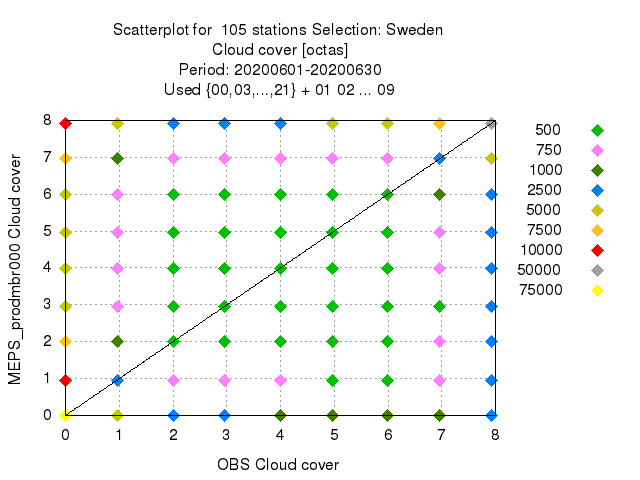 Scatterplot for 105 stations Selection: Sweden
Cloud cover [octas]
Period: 20200601-20200630
Used {00,03,...,21} + 01 02 ... 09
8
7
6
5
4
3
2
1
0
MEPS_prodmbr000 Cloud cover
0 1 2 3 4 5 6 7 8
OBS Cloud cover
500
750
1000
2500
5000
7500
10000
50000
75000